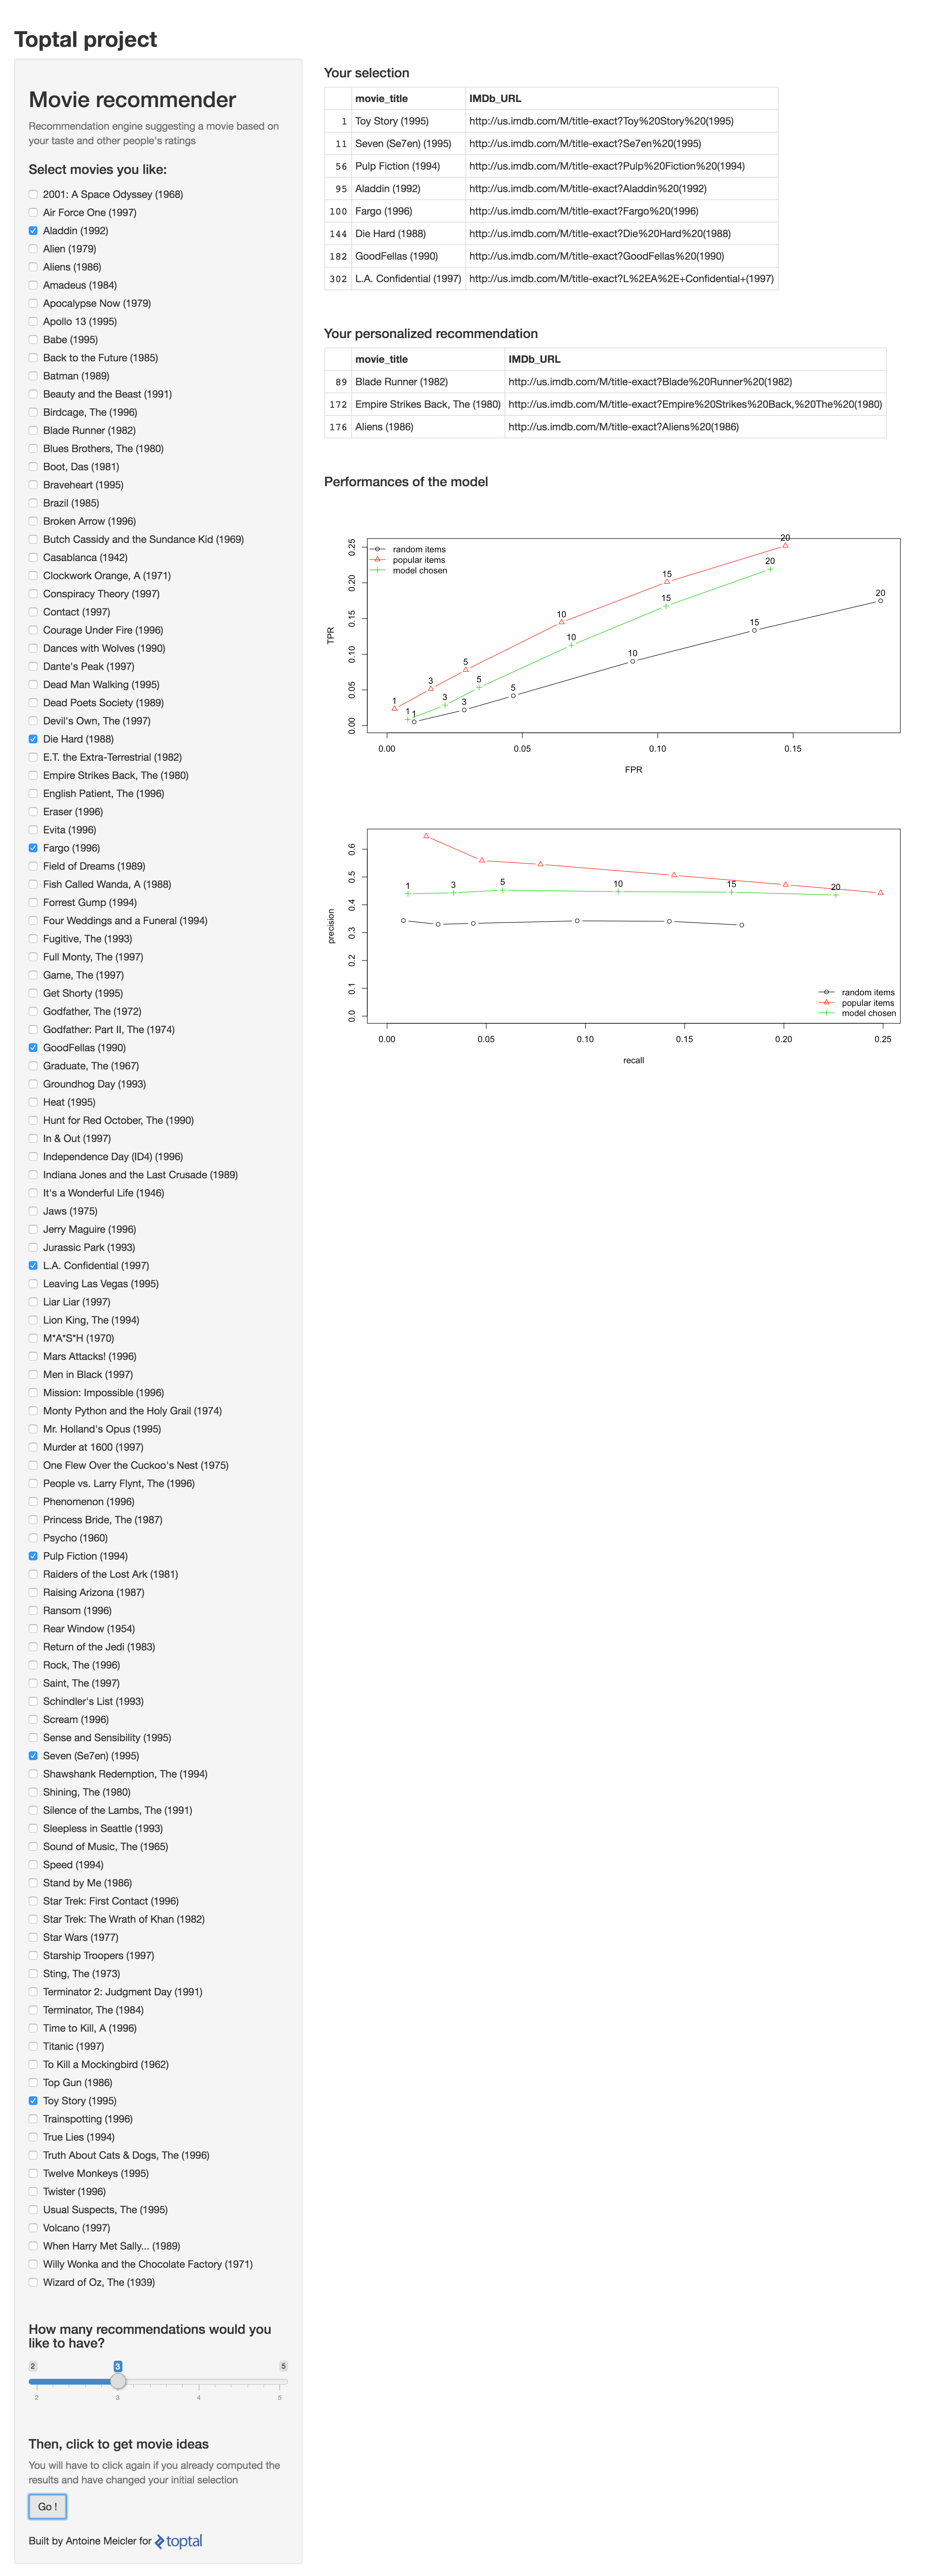 Toptal project
Movie recommender
Recommendation engine suggesting a movie based on
your taste and other people's ratings
Select movies you like:
2001: A Space Odyssey (1968)
Air Force One (1997)
Aladdin (1992)
Alien (1979)
Aliens (1986)
Amadeus (1984)
Apocalypse Now (1979)
Apollo 13 (1995)
Babe (1995)
Back to the Future (1985)
Batman (1989)
Beauty and the Beast (1991)
Birdcage, The (1996)
Blade Runner (1982)
Blues Brothers, The (1980)
Boot, Das (1981)
Braveheart (1995)
Brazil (1985)
Broken Arrow (1996)
Butch Cassidy and the Sundance Kid (1969)
Casablanca (1942)
Clockwork Orange, A (1971)
Conspiracy Theory (1997)
Contact (1997)
Courage Under Fire (1996)
Dances with Wolves (1990)
Dante's Peak (1997)
Dead Man Walking (1995)
Dead Poets Society (1989)
Devil's Own, The (1997)
Die Hard (1988)
E.T. the Extra-Terrestrial (1982)
Empire Strikes Back, The (1980)
English Patient, The (1996)
Eraser (1996)
Evita (1996)
Fargo (1996)
Field of Dreams (1989)
Fish Called Wanda, A (1988)
Forrest Gump (1994)
Four Weddings and a Funeral (1994)
Fugitive, The (1993)
Full Monty, The (1997)
Game, The (1997)
Get Shorty (1995)
Godfather, The (1972)
Godfather: Part II, The (1974)
GoodFellas (1990)
Graduate, The (1967)
Groundhog Day (1993)
Heat (1995)
Hunt for Red October, The (1990)
In & Out (1997)
Independence Day (ID4) (1996)
Indiana Jones and the Last Crusade (1989)
It's a Wonderful Life (1946)
Jaws (1975)
Jerry Maguire (1996)
Jurassic Park (1993)
L.A. Confidential (1997)
Leaving Las Vegas (1995)
Liar Liar (1997)
Lion King, The (1994)
M*A*S*H (1970)
Mars Attacks! (1996)
Men in Black (1997)
Mission: Impossible (1996)
Monty Python and the Holy Grail (1974)
Mr. Holland's Opus (1995)
Murder at 1600 (1997)
One Flew Over the Cuckoo's Nest (1975)
People vs. Larry Flynt, The (1996)
Phenomenon (1996)
Princess Bride, The (1987)
Psycho (1960)
Pulp Fiction (1994)
Raiders of the Lost Ark (1981)
Raising Arizona (1987)
Ransom (1996)
Rear Window (1954)
Return of the Jedi (1983)
Rock, The (1996)
Saint, The (1997)
Schindler's List (1993)
Scream (1996)
Sense and Sensibility (1995)
Seven (Se7en) (1995)
Shawshank Redemption, The (1994)
Shining, The (1980)
Silence of the Lambs, The (1991)
Sleepless in Seattle (1993)
Sound of Music, The (1965)
Speed (1994)
Stand by Me (1986)
Star Trek: First Contact (1996)
Star Trek: The Wrath of Khan (1982)
Star Wars (1977)
Starship Troopers (1997)
Sting, The (1973)
Terminator 2: Judgment Day (1991)
Terminator, The (1984)
Time to Kill, A (1996)
Titanic (1997)
To Kill a Mockingbird (1962)
Top Gun (1986)
Toy Story (1995)
Trainspotting (1996)
True Lies (1994)
Truth About Cats & Dogs, The (1996)
Twelve Monkeys (1995)
Twister (1996)
Usual Suspects, The (1995)
Volcano (1997)
When Harry Met Sally... (1989)
Willy Wonka and the Chocolate Factory (1971)
Wizard of Oz, The (1939)
How many recommendations would you
like to have?
2 3 5
2 3 4 5
Then, click to get movie ideas
You will have to click again if you already computed the
results and have changed your initial selection
Go !
Built by Antoine Meicler for toptal
Your selection
movie_title IMDb_URL
1 Toy Story (1995) http://us.imdb.com/M/title-exact?Toy%20Story%20(1995)
11 Seven (Se7en) (1995) http://us.imdb.com/M/title-exact?Se7en%20(1995)
56 Pulp Fiction (1994) http://us.imdb.com/M/title-exact?Pulp%20Fiction%20(1994)
95 Aladdin (1992) http://us.imdb.com/M/title-exact?Aladdin%20(1992)
100 Fargo (1996) http://us.imdb.com/M/title-exact?Fargo%20(1996)
144 Die Hard (1988) http://us.imdb.com/M/title-exact?Die%20Hard%20(1988)
182 GoodFellas (1990) http://us.imdb.com/M/title-exact?GoodFellas%20(1990)
302 L.A. Confidential (1997) http://us.imdb.com/M/title-exact?L%2EA%2E+Confidential+(1997)
Your personalized recommendation
movie_title IMDb_URL
89 Blade Runner (1982) http://us.imdb.com/M/title-exact?Blade%20Runner%20(1982)
172 Empire Strikes Back, The (1980) http://us.imdb.com/M/title-exact?Empire%20Strikes%20Back,%20The%20(1980)
176 Aliens (1986) http://us.imdb.com/M/title-exact?Aliens%20(1986)
Performances of the model
random items
popular items
model chosen
TPR
0.25
0.20
0.15
0.10
0.05
0.00
1 3 5 10 15 20
1 3 5 10 15 20
1 3 5 10 15 20
0.00 0.05 0.10 0.15
FPR
precision
0.6
0.5
0.4
0.3
0.2
0.1
0.0
1 3 5 10 15 20
random items
popular items
model chosen
0.00 0.05 0.10 0.15 0.20 0.25
recall